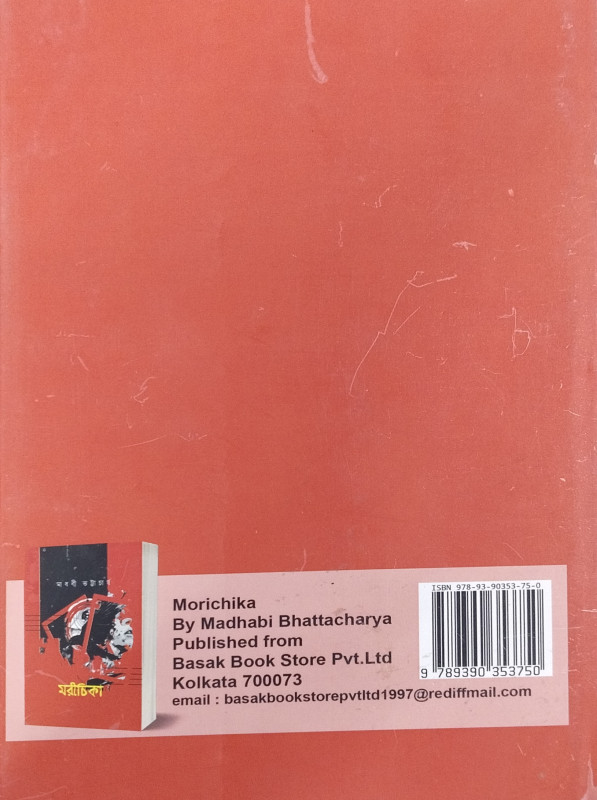 মাধবী ভট্টাচার্য
মরীচিকা
Morichika
By Madhabi Bhattacharya
Published from
Basak Book Store Pvt.Ltd
Kolkata 700073
email : basakbookstorepvtltd1997@rediffmail.com
ISBN 978-93-90353-75-0
9 789390 353750